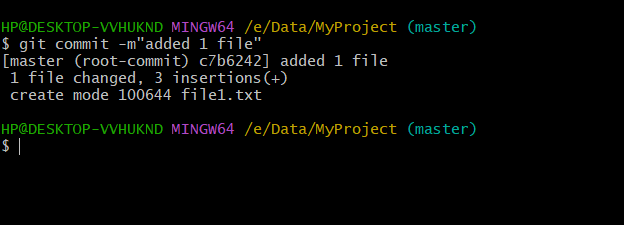 HP@DESKTOP-VVHUKND MINGW64 /e/Data/MyProject (master)
$ git commit -m"added 1 file"
[master (root-commit) c7b6242] added 1 file
 1 file changed, 3 insertions(+)
 create mode 100644 file1.txt
HP@DESKTOP-VVHUKND MINGW64 /e/Data/MyProject (master)
$